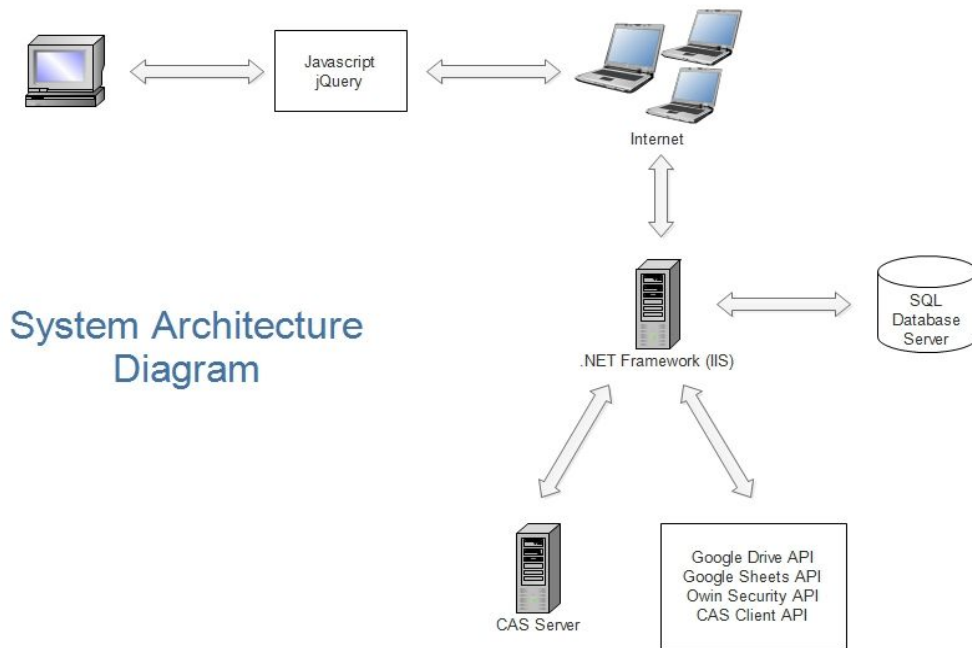 Javascript
jQuery
Internet
SQL
Database
Server
.NET Framework (IIS)
System Architecture
Diagram
CAS Server
Google Drive API
Google Sheets API
Owin Security API
CAS Client API